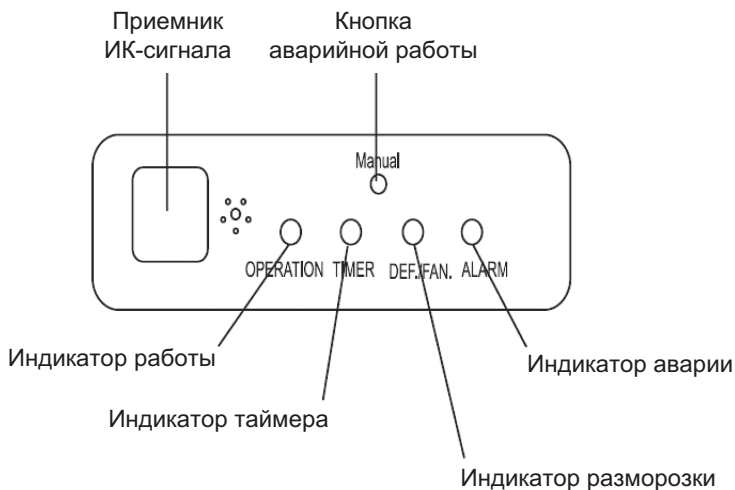 Приемник
ИК-сигнала
Кнопка
аварийной работы
Manual
OPERATION TIMER DEF./FAN. ALARM
Индикатор работы
Индикатор аварии
Индикатор таймера
Индикатор разморозки